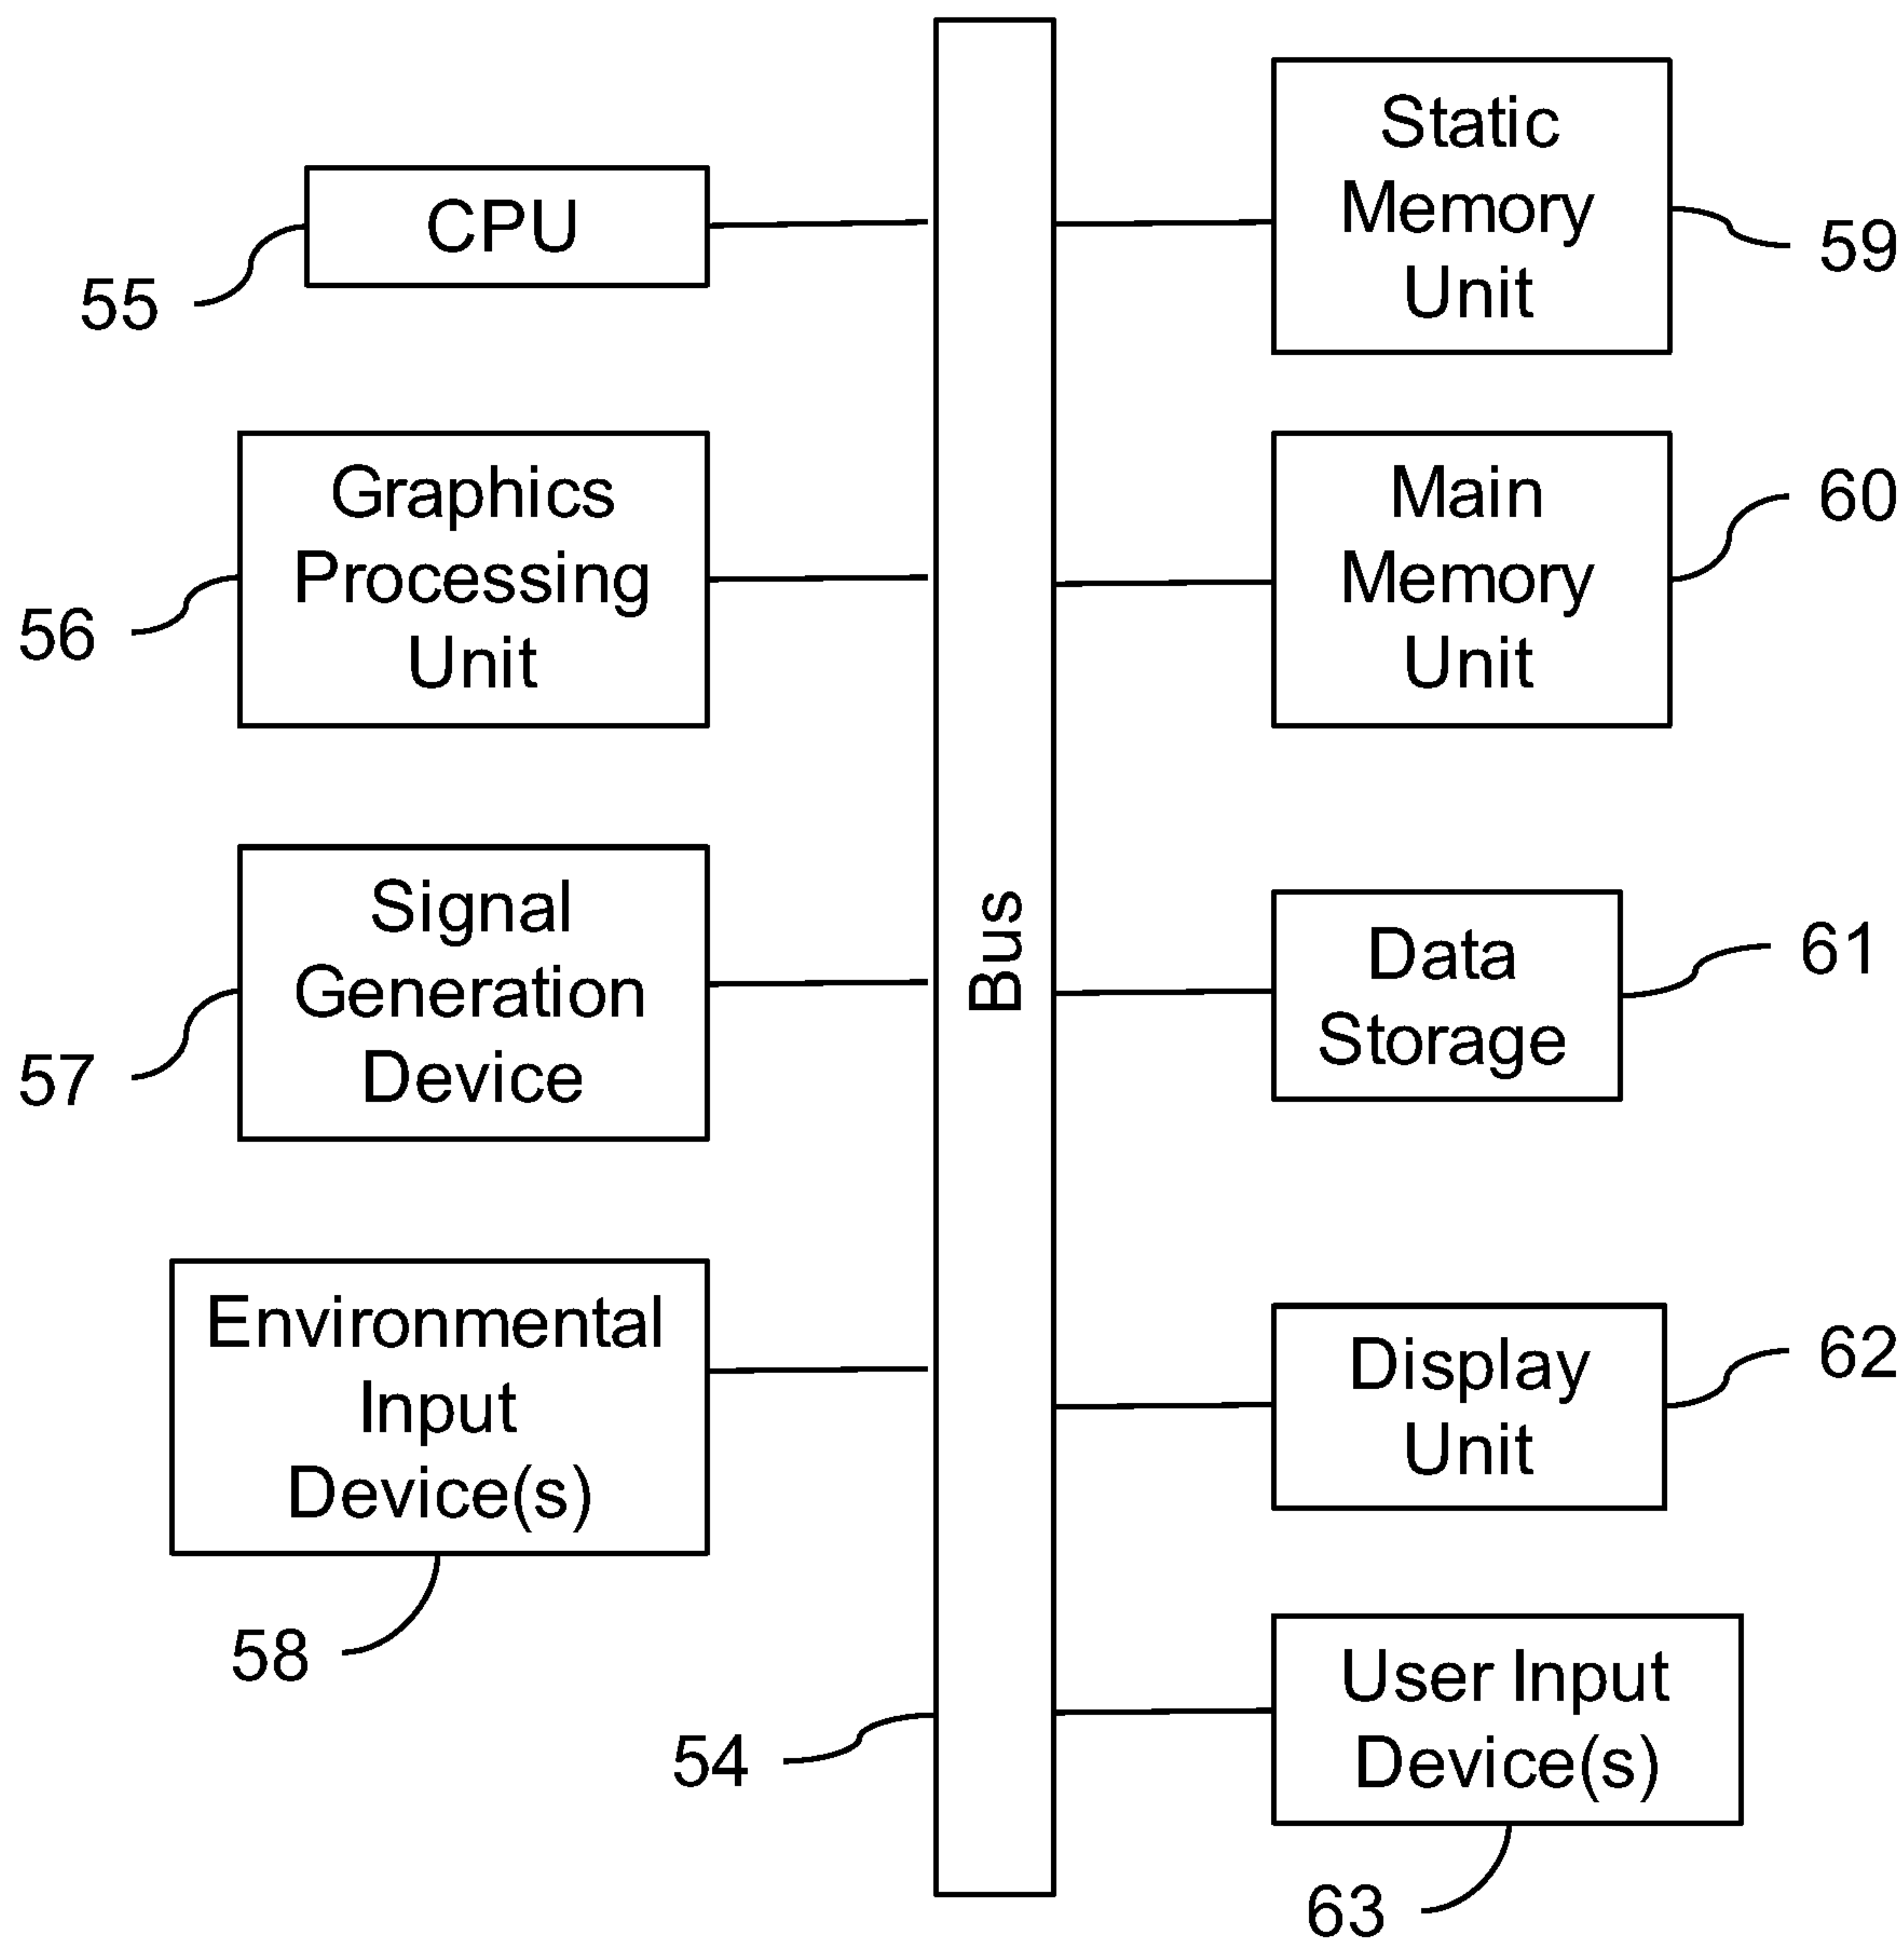 CPU
55
Graphics
Processing
Unit
56
Signal
Generation
Device
57
Environmental
Input
Device(s)
58
Bus
54
Static
Memory
Unit
59
Main
Memory
Unit
60
Data
Storage
61
Display
Unit
62
User Input
Device(s)
63